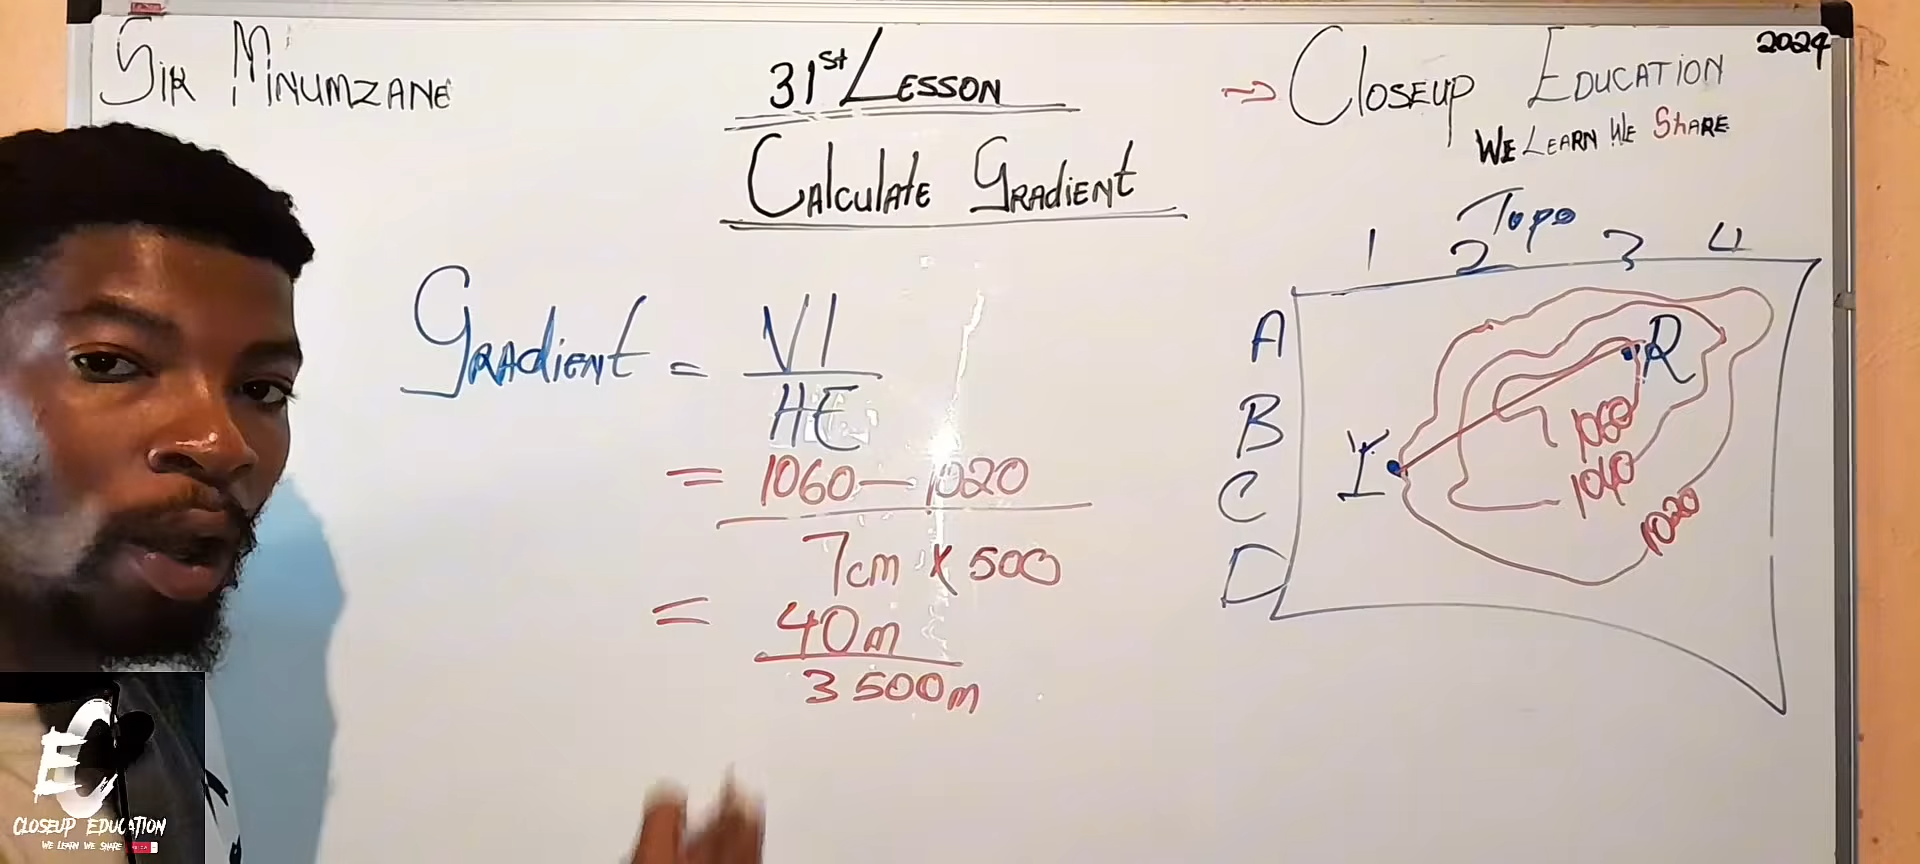 SIR MINUMZANE
31st LESSON
CALCULATE GRADIENT
→ CLOSEUP EDUCATION
2024
WE LEARN WE SHARE
GRADIENT = VI
HE
= 1060 - 1020
7cm x 500
= 40m
3 500m
Topo
1 2 3 4
A
B
C
D
R
I
1060
1040
1020
EC
CLOSEUP EDUCATION
WE LEARN WE SHARE